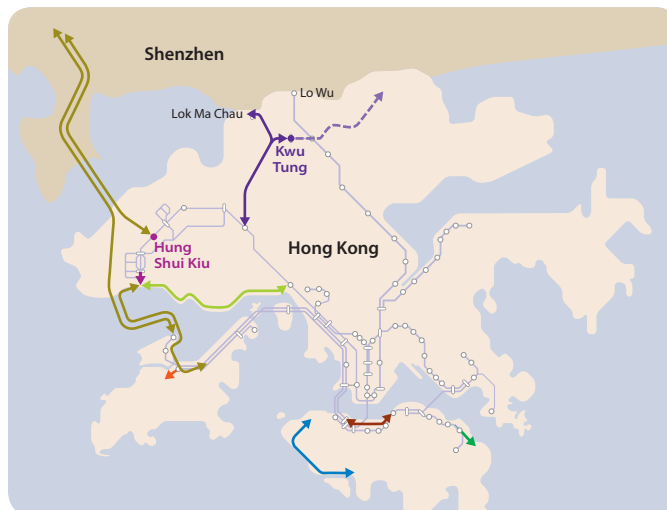 Shenzhen
Lo Wu
Lok Ma Chau
Kwu
Tung
Hung
Shui Kiu
Hong Kong